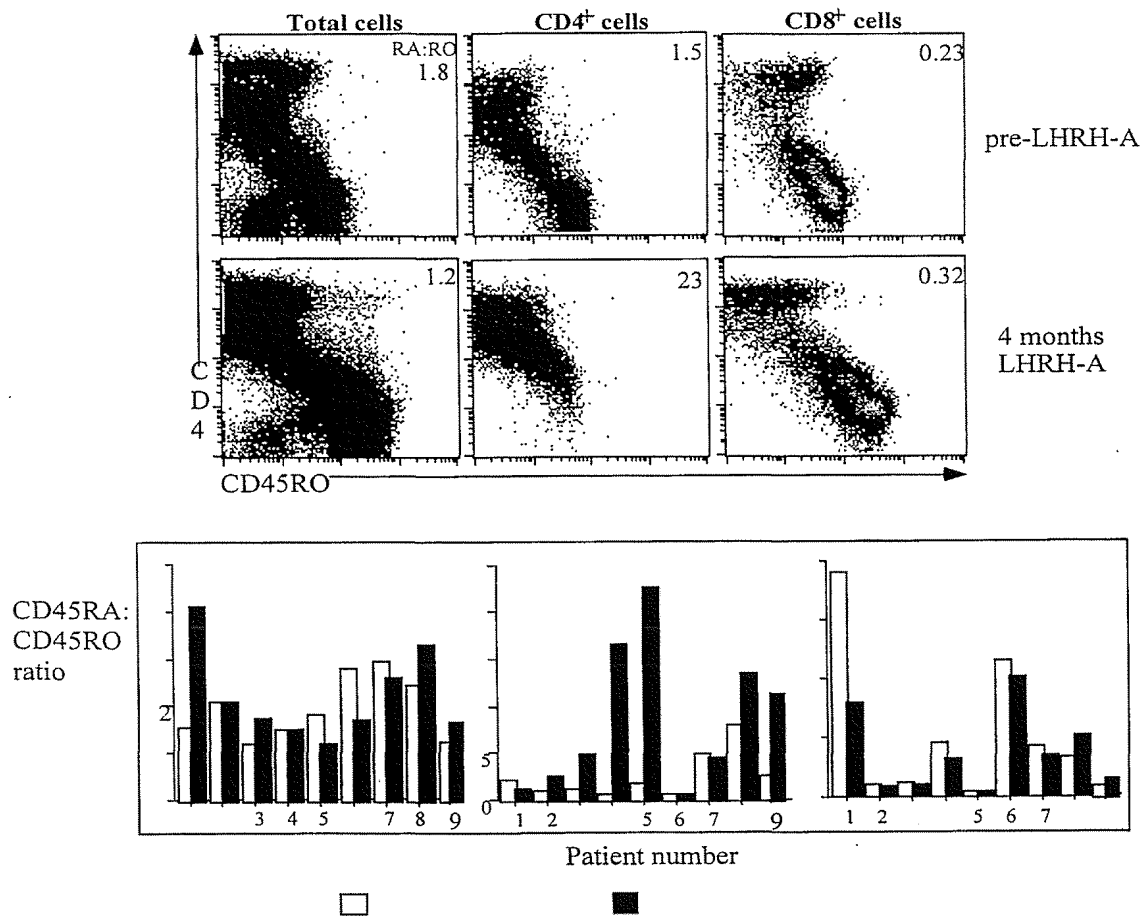 Total cells CD4+ cells CD8+ cells
RA:RO
1.8
1.5
0.23
pre-LHRH-A
1.2
23
0.32
4 months
LHRH-A
C
D
4
CD45RO
CD45RA:
CD45RO
ratio
2
5
0
3 4 5 7 8 9
1 2 5 6 7 9
1 2 5 6 7
Patient number